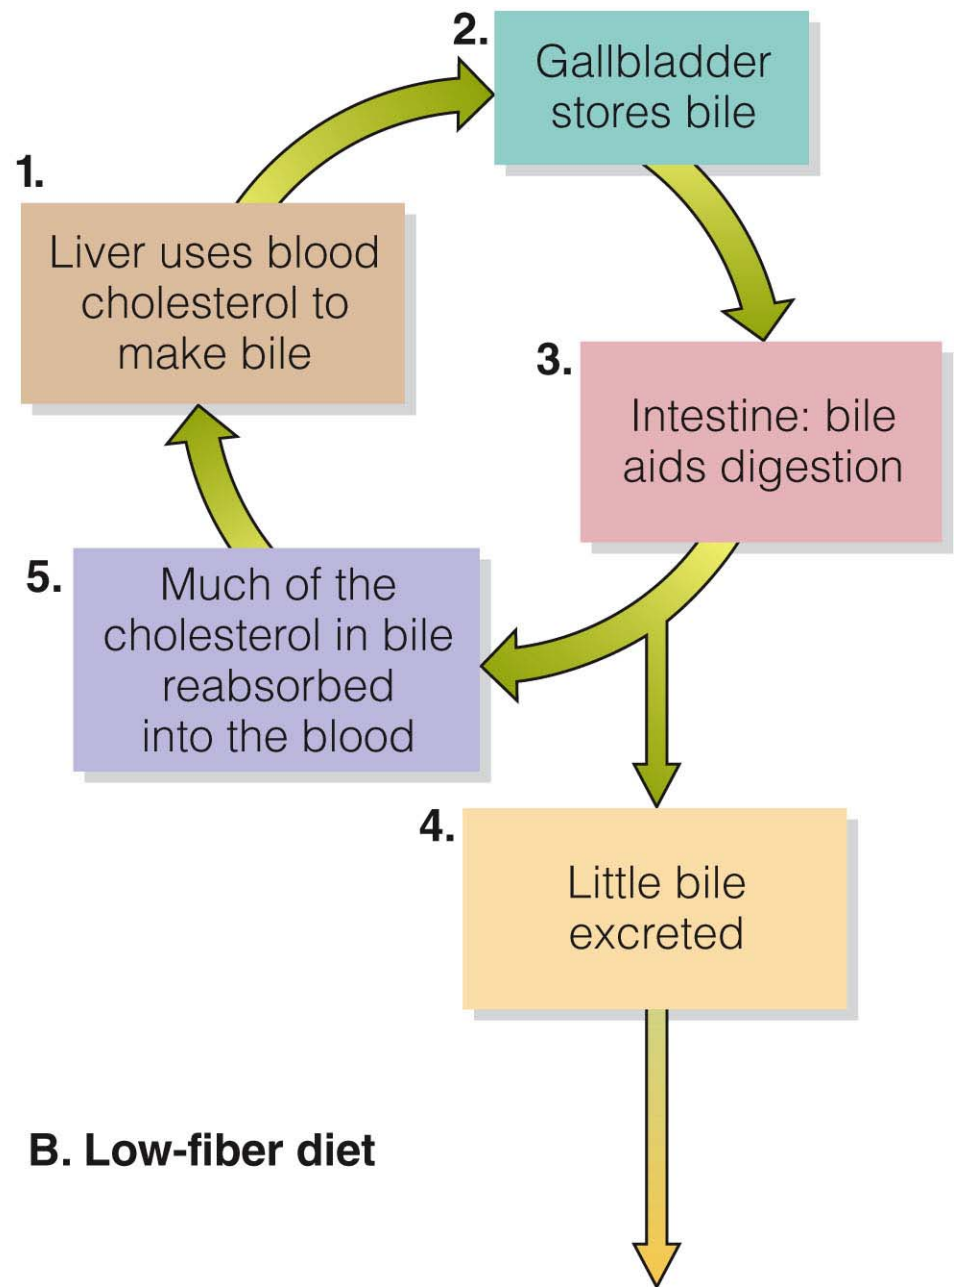 1.
Liver uses blood
cholesterol to
make bile
2.
Gallbladder
stores bile
3.
Intestine: bile
aids digestion
4.
Little bile
excreted
5.
Much of the
cholesterol in bile
reabsorbed
into the blood
B. Low-fiber diet